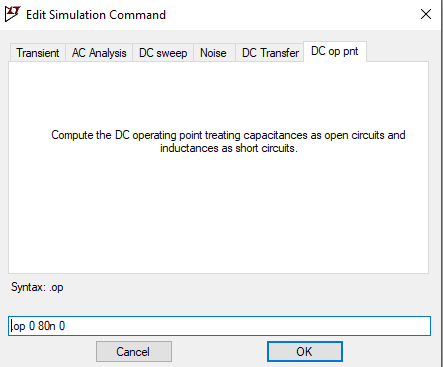 Edit Simulation Command
Transient AC Analysis DC sweep Noise DC Transfer DC op pnt
Compute the DC operating point treating capacitances as open circuits and
inductances as short circuits.
Syntax: .op
.op 0 80n 0
Cancel OK